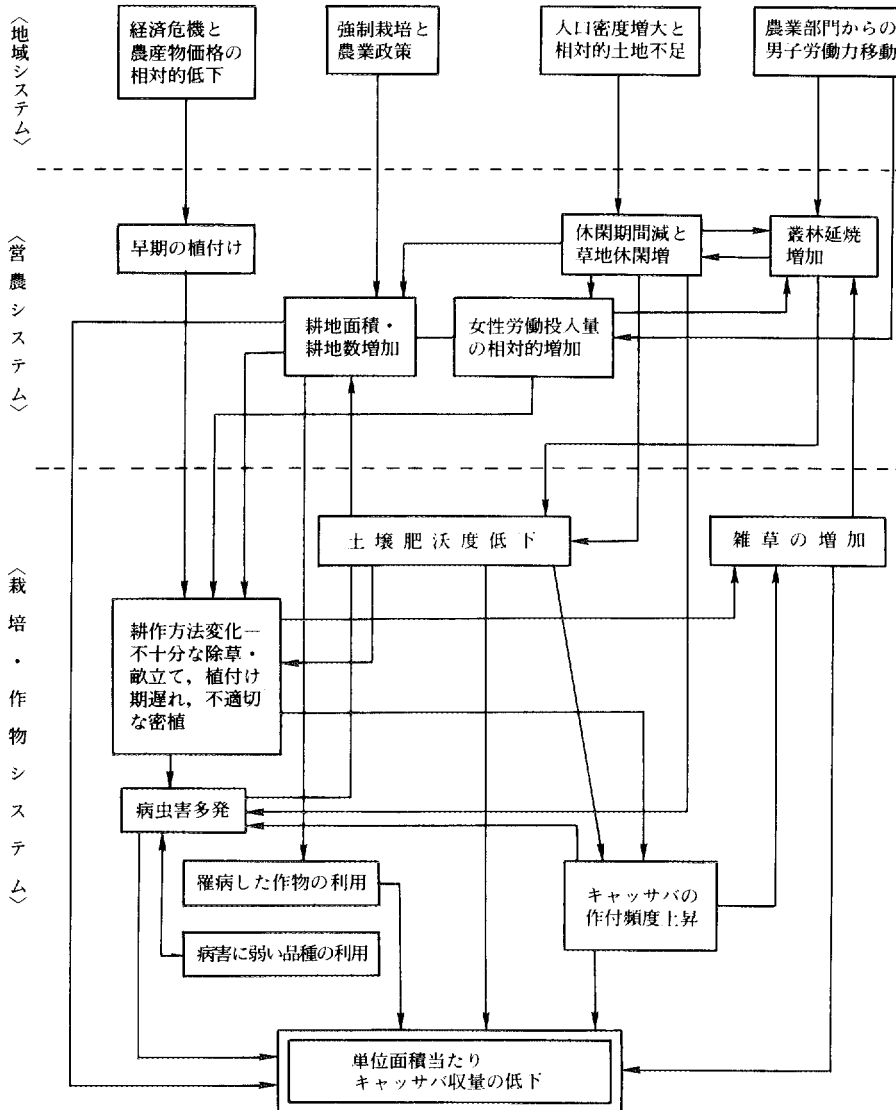 〈地域システム〉
経済危機と
農産物価格の
相対的低下
強制栽培と
農業政策
人口密度増大と
相対的土地不足
農業部門からの
男子労働力移動
〈営農システム〉
早期の植付け
休閑期間減と
草地休閑増
叢林延焼
増加
耕地面積・
耕地数増加
女性労働投入量
の相対的増加
〈栽培・作物システム〉
土壌肥沃度低下
雑草の増加
耕作方法変化—
不十分な除草・
畝立て，植付け
期遅れ，不適切
な密植
病虫害多発
罹病した作物の利用
病害に弱い品種の利用
キャッサバの
作付頻度上昇
単位面積当たり
キャッサバ収量の低下